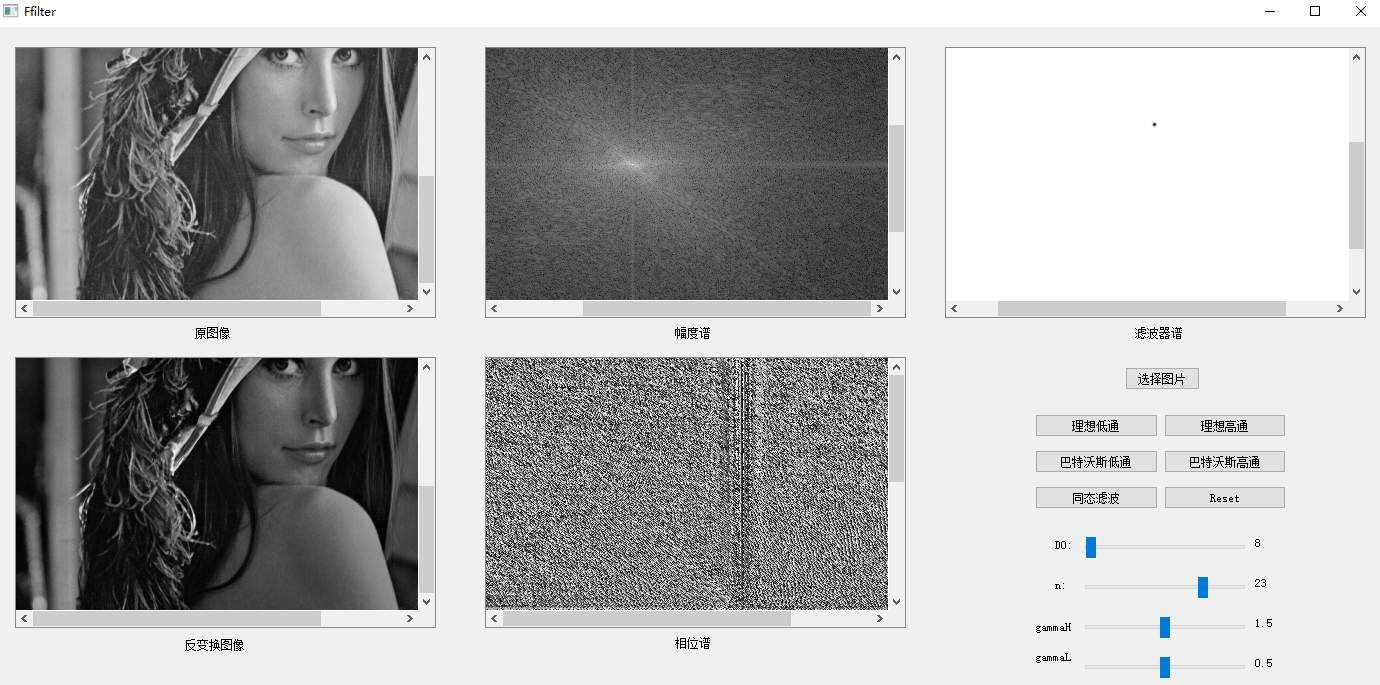 Ffilter
原图像
幅度谱
滤波器谱
选择图片
理想低通
理想高通
巴特沃斯低通
巴特沃斯高通
同态滤波
Reset
D0:
8
n:
23
gammaH
1.5
gammaL
0.5
反变换图像
相位谱